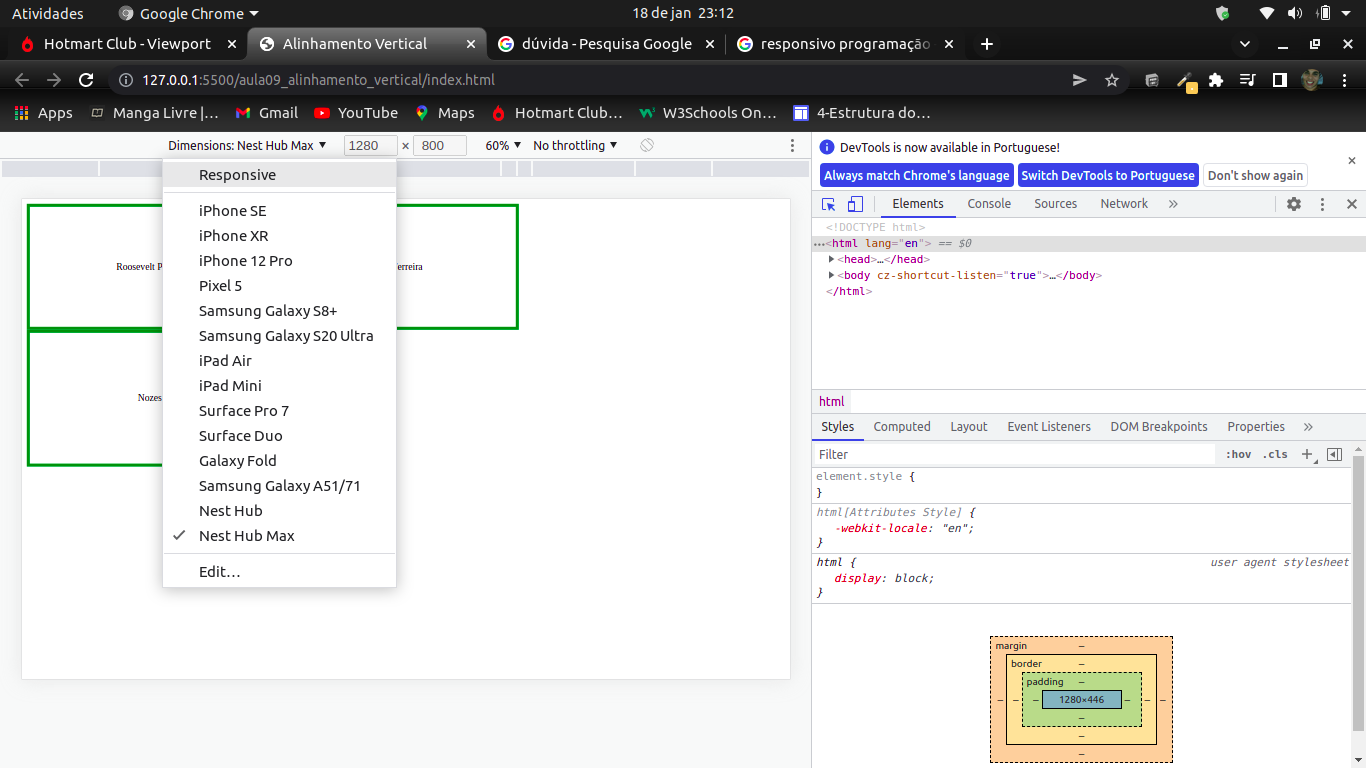 Atividades Google Chrome 18 de jan 23:12
Hotmart Club - Viewport Alinhamento Vertical dúvida - Pesquisa Google responsivo programação
127.0.0.1:5500/aula09_alinhamento_vertical/index.html
Apps Manga Livre |... Gmail YouTube Maps Hotmart Club... W3Schools On... 4-Estrutura do...
Dimensions: Nest Hub Max 1280 × 800 60% No throttling
Responsive
iPhone SE
iPhone XR
iPhone 12 Pro
Pixel 5
Samsung Galaxy S8+
Samsung Galaxy S20 Ultra
iPad Air
iPad Mini
Surface Pro 7
Surface Duo
Galaxy Fold
Samsung Galaxy A51/71
Nest Hub
Nest Hub Max
Edit...
Roosevelt P erreira
Nozes
DevTools is now available in Portuguese!
Always match Chrome's language Switch DevTools to Portuguese Don't show again
Elements Console Sources Network »
<!DOCTYPE html>
...<html lang="en"> == $0
<head>…</head>
<body cz-shortcut-listen="true">…</body>
</html>
html
Styles Computed Layout Event Listeners DOM Breakpoints Properties »
Filter :hov .cls +
element.style {
}
html[Attributes Style] {
-webkit-locale: "en";
}
html { user agent stylesheet
display: block;
}
margin –
border –
padding –
– – – 1280×446 – – –
–
–
–